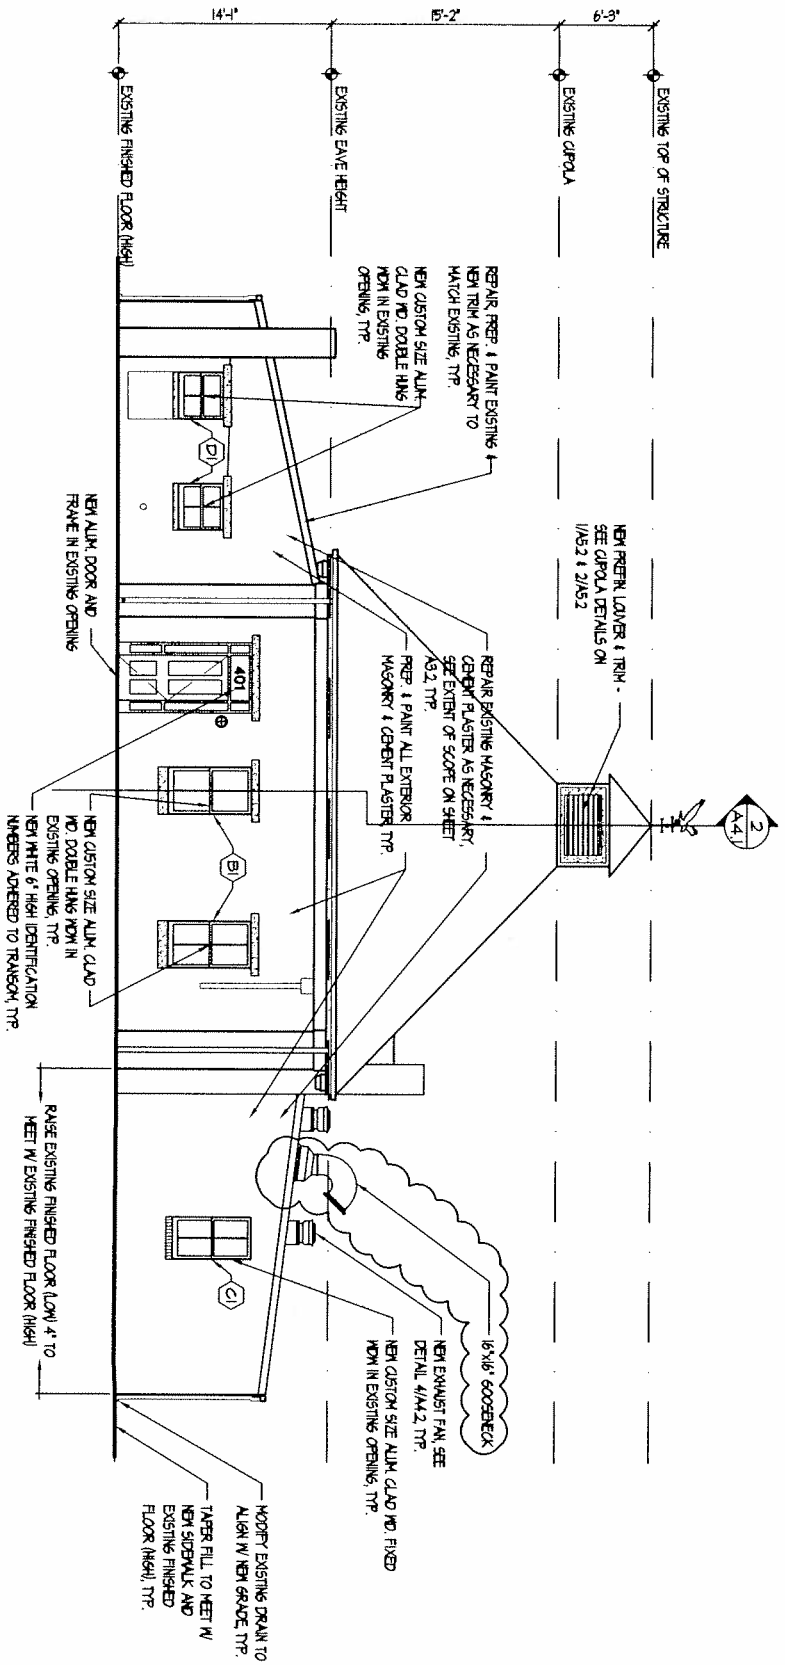 EXISTING TOP OF STRUCTURE
6'-3"
EXISTING CUPOLA
15'-2"
EXISTING EAVE HEIGHT
14'-1"
EXISTING FINISHED FLOOR (HIGH)
2
A4.1
NEW PREFIN. LOUVER & TRIM -
SEE CUPOLA DETAILS ON
1/A5.2 & 2/A5.2
REPAIR, PREP. & PAINT EXISTING &
NEW TRIM AS NECESSARY TO
MATCH EXISTING, TYP.
NEW CUSTOM SIZE ALUM.
CLAD WD. DOUBLE HUNG
WDW IN EXISTING
OPENING, TYP.
REPAIR EXISTING MASONRY &
CEMENT PLASTER AS NECESSARY,
SEE EXTENT OF SCOPE ON SHEET
A3.2, TYP.
PREP. & PAINT ALL EXTERIOR
MASONRY & CEMENT PLASTER, TYP.
16"x16" GOOSENECK
NEW EXHAUST FAN, SEE
DETAIL 4/A4.2, TYP.
NEW CUSTOM SIZE ALUM. CLAD WD. FIXED
WDW IN EXISTING OPENING, TYP.
D1
401
B1
C1
NEW ALUM. DOOR AND
FRAME IN EXISTING OPENING
NEW CUSTOM SIZE ALUM. CLAD
WD. DOUBLE HUNG WDW IN
EXISTING OPENING, TYP.
NEW WHITE 6" HIGH IDENTIFICATION
NUMBERS ADHERED TO TRANSOM, TYP.
RAISE EXISTING FINISHED FLOOR (LOW) 4" TO
MEET W/ EXISTING FINISHED FLOOR (HIGH)
MODIFY EXISTING DRAIN TO
ALIGN W/ NEW GRADE, TYP.
TAPER FILL TO MEET W/
NEW SIDEWALK AND
EXISTING FINISHED
FLOOR (HIGH), TYP.